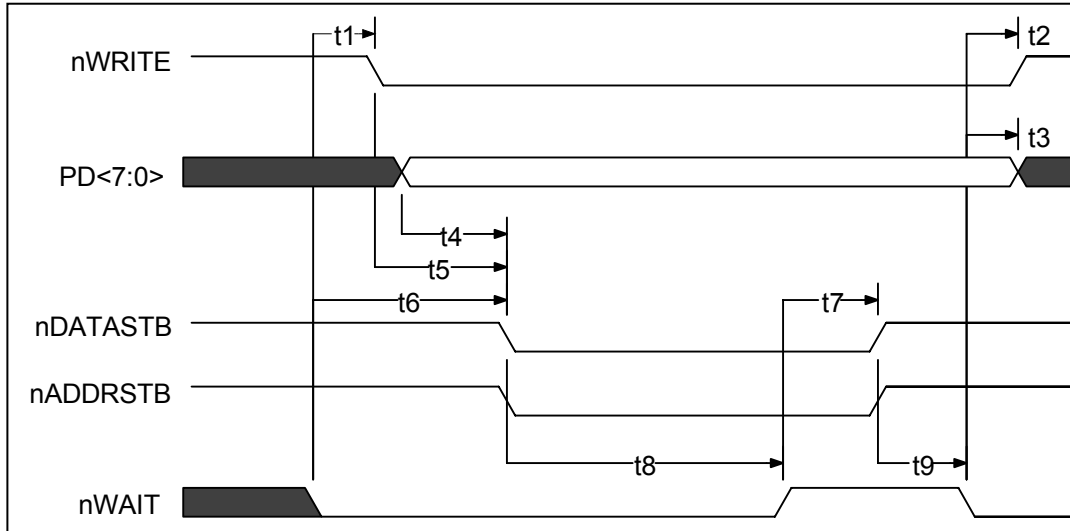 t1 t2
nWRITE
t3
PD<7:0>
t4
t5
t6 t7
nDATASTB
nADDRSTB
t8 t9
nWAIT